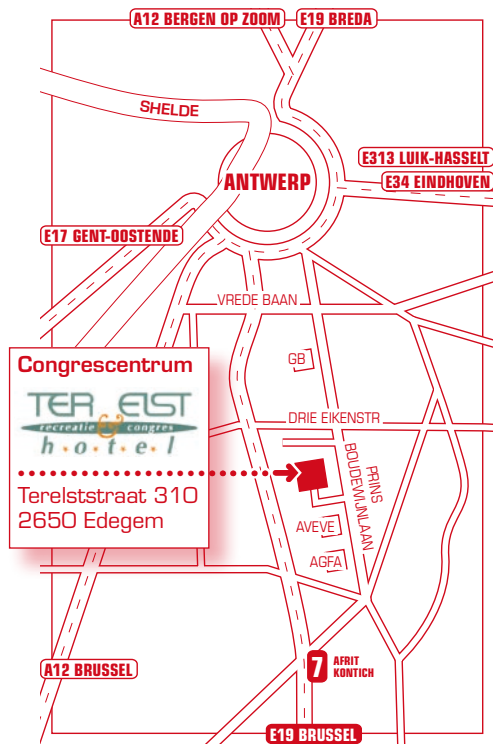 A12 BERGEN OP ZOOM
E19 BREDA
SHELDE
E313 LUIK-HASSELT
ANTWERP
E34 EINDHOVEN
E17 GENT-OOSTENDE
VREDE BAAN
GB
Congrescentrum
TER ELST
recreatie & congres
h.o.t.e.l
DRIE EIKENSTR
PRINS
BOUDEWIJNLAAN
Terelststraat 310
2650 Edegem
AVEVE
AGFA
7 AFRIT
KONTICH
A12 BRUSSEL
E19 BRUSSEL